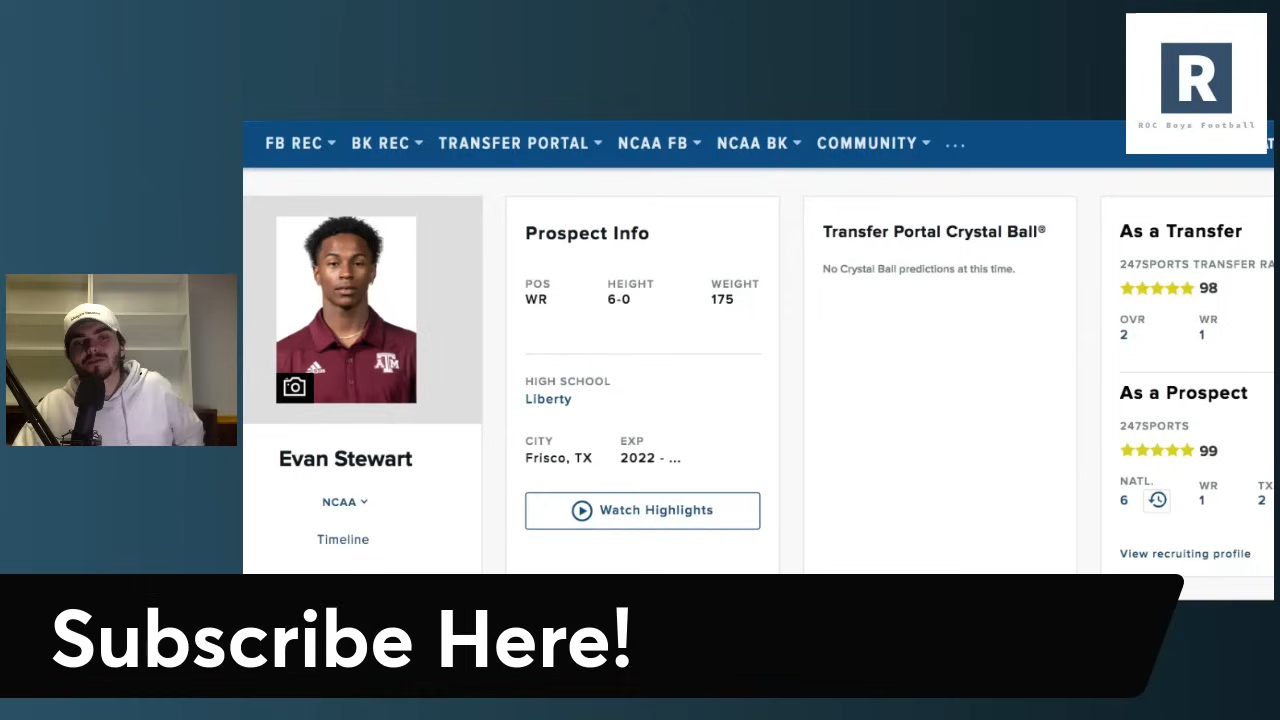 R
ROC Boys Football
FB REC BK REC TRANSFER PORTAL NCAA FB NCAA BK COMMUNITY ...
Prospect Info
POS HEIGHT WEIGHT
WR 6-0 175
HIGH SCHOOL
Liberty
CITY EXP
Frisco, TX 2022 - ...
Watch Highlights
Transfer Portal Crystal Ball®
No Crystal Ball predictions at this time.
As a Transfer
247SPORTS TRANSFER RA
98
OVR WR
2 1
As a Prospect
247SPORTS
99
NATL. WR TX
6 1 2
View recruiting profile
ATM
Evan Stewart
NCAA
Timeline
Subscribe Here!